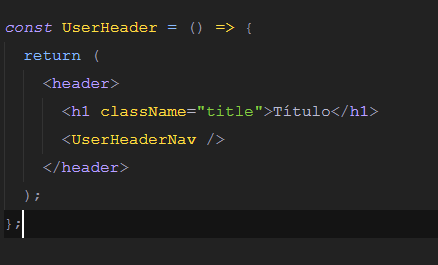 const UserHeader = () => {
return (
<header>
<h1 className="title">Título</h1>
<UserHeaderNav />
</header>
);
};